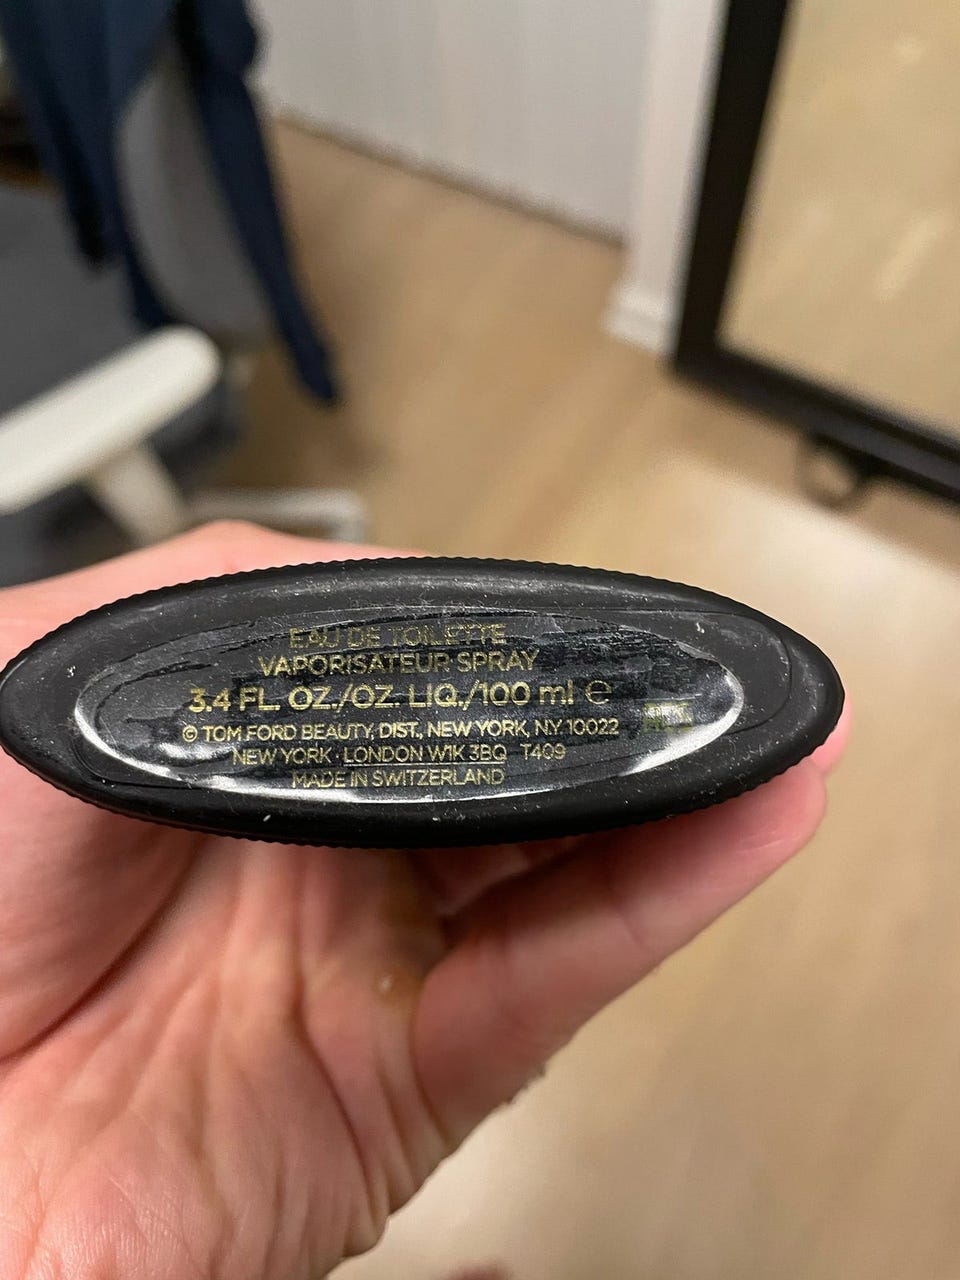 EAU DE TOILETTE
VAPORISATEUR SPRAY
3.4 FL. OZ./OZ. LIQ./100 ml ℮
© TOM FORD BEAUTY, DIST, NEW YORK, N.Y. 10022
NEW YORK · LONDON W1K 3BQ T409
MADE IN SWITZERLAND